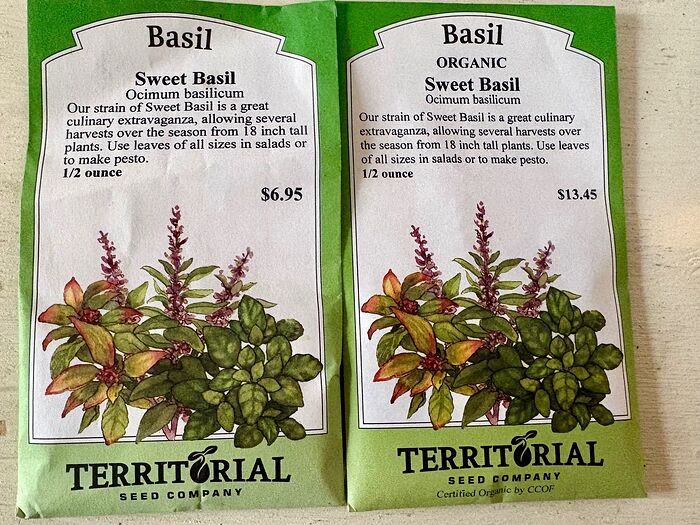 Basil
Sweet Basil
Ocimum basilicum
Our strain of Sweet Basil is a great
culinary extravaganza, allowing several
harvests over the season from 18 inch tall
plants. Use leaves of all sizes in salads or
to make pesto.
1/2 ounce
$6.95
TERRITORIAL
SEED COMPANY
Basil
ORGANIC
Sweet Basil
Ocimum basilicum
Our strain of Sweet Basil is a great culinary
extravaganza, allowing several harvests over
the season from 18 inch tall plants. Use leaves
of all sizes in salads or to make pesto.
1/2 ounce
$13.45
TERRITORIAL
SEED COMPANY
Certified Organic by CCOF